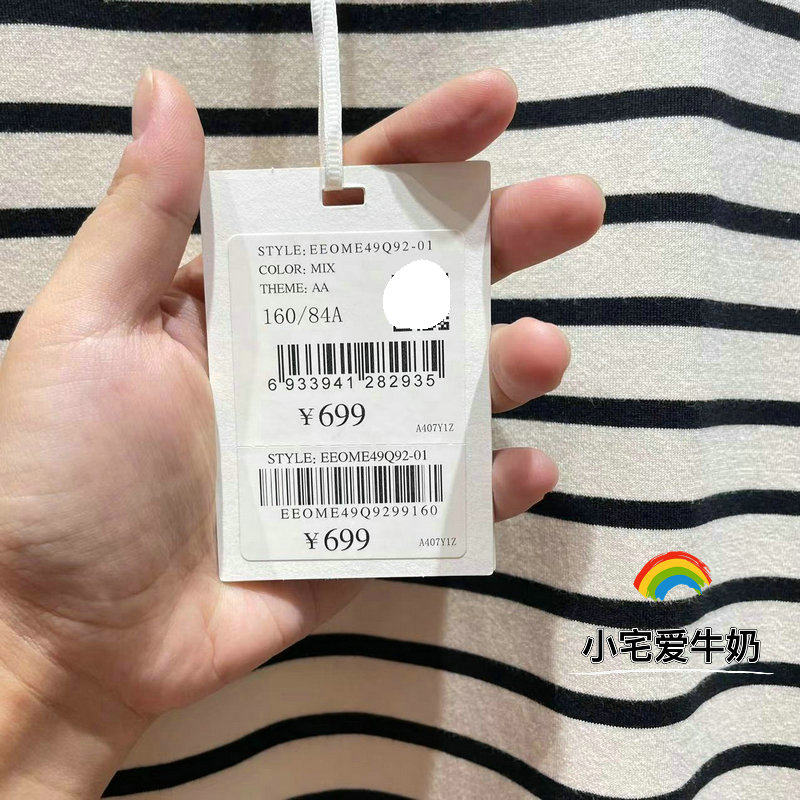 STYLE: EEOME49Q92-01
COLOR: MIX
THEME: AA
160/84A
6 933941 282935
¥699
A407Y1Z
STYLE: EEOME49Q92-01
EEOME49Q9299160
¥699
A407Y1Z
小宅爱牛奶